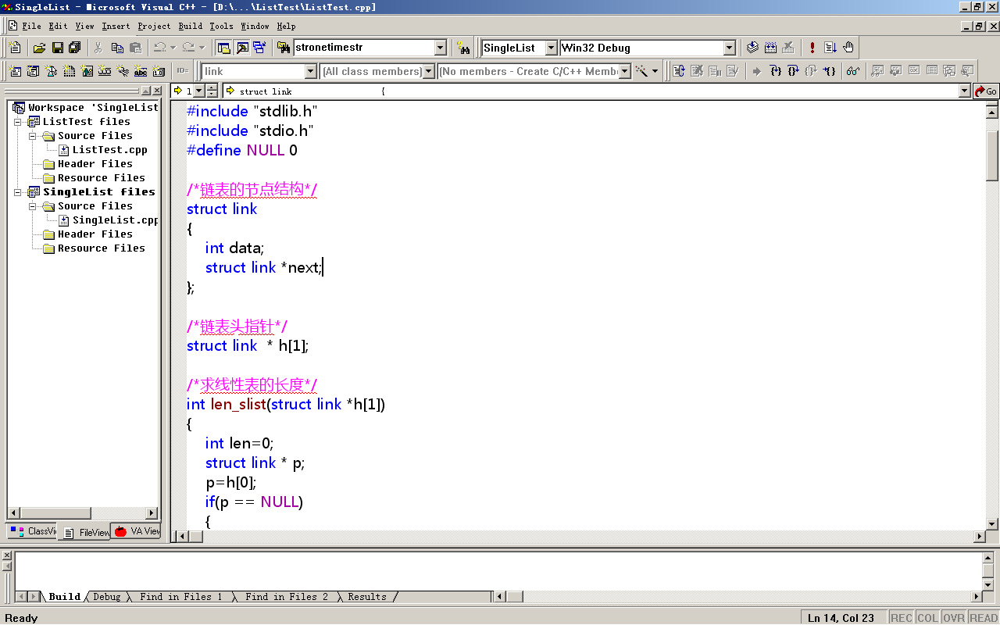 SingleList - Microsoft Visual C++ - [D:\...\ListTest\ListTest.cpp]
File Edit View Insert Project Build Tools Window Help
stronetimestr SingleList Win32 Debug
ID= link [All class members] [No members - Create C/C++ Memb
1 struct link { Go
Workspace 'SingleList
ListTest files
Source Files
ListTest.cpp
Header Files
Resource Files
SingleList files
Source Files
SingleList.cpp
Header Files
Resource Files
ClassVi FileView VA View
#include "stdlib.h"
#include "stdio.h"
#define NULL 0
/*链表的节点结构*/
struct link
{
int data;
struct link *next;
};
/*链表头指针*/
struct link * h[1];
/*求线性表的长度*/
int len_slist(struct link *h[1])
{
int len=0;
struct link * p;
p=h[0];
if(p == NULL)
{
Build Debug Find in Files 1 Find in Files 2 Results
Ready Ln 14, Col 23 REC COL OVR READ